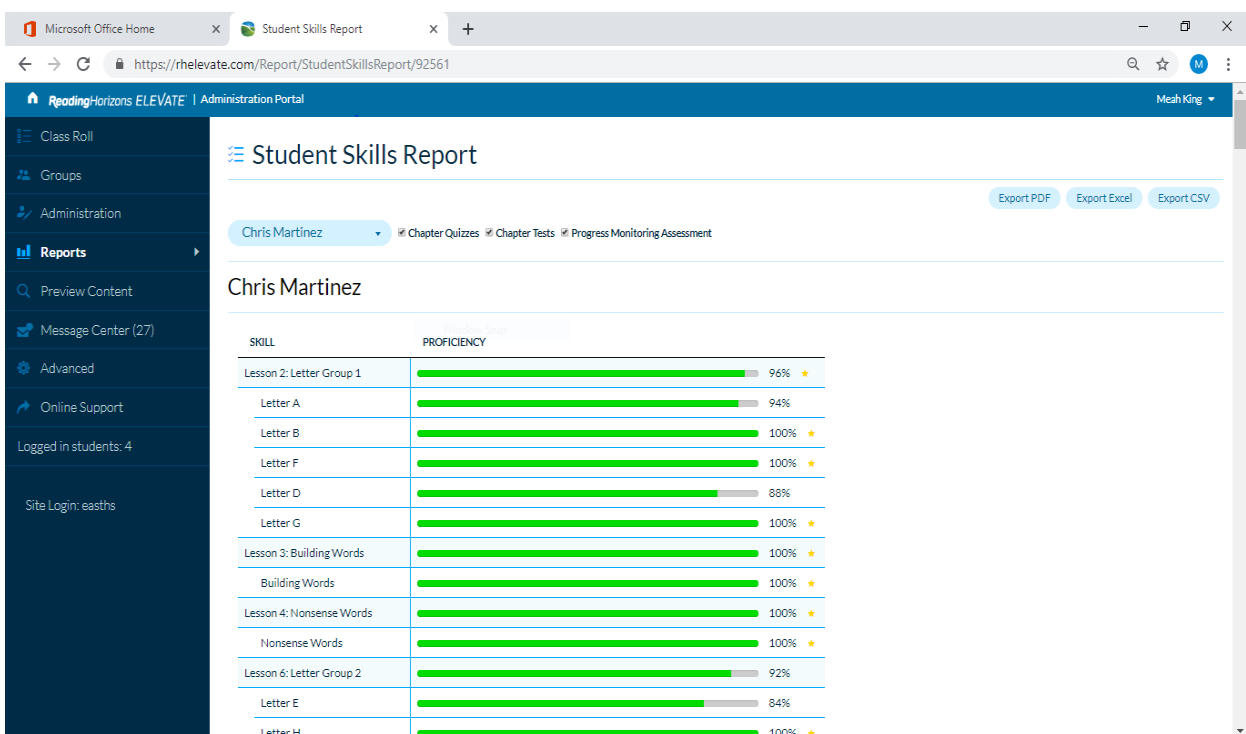 Microsoft Office Home
Student Skills Report
https://rhelevate.com/Report/StudentSkillsReport/92561
M
ReadingHorizons ELEVATE | Administration Portal
Meah King
Class Roll
Groups
Administration
Reports
Preview Content
Message Center (27)
Advanced
Online Support
Logged in students: 4
Site Login: easths
Student Skills Report
Export PDF Export Excel Export CSV
Chris Martinez Chapter Quizzes Chapter Tests Progress Monitoring Assessment
Chris Martinez
Window Snip
SKILL PROFICIENCY
Lesson 2: Letter Group 1 96%
Letter A 94%
Letter B 100%
Letter F 100%
Letter D 88%
Letter G 100%
Lesson 3: Building Words 100%
Building Words 100%
Lesson 4: Nonsense Words 100%
Nonsense Words 100%
Lesson 6: Letter Group 2 92%
Letter E 84%
Letter H 100%